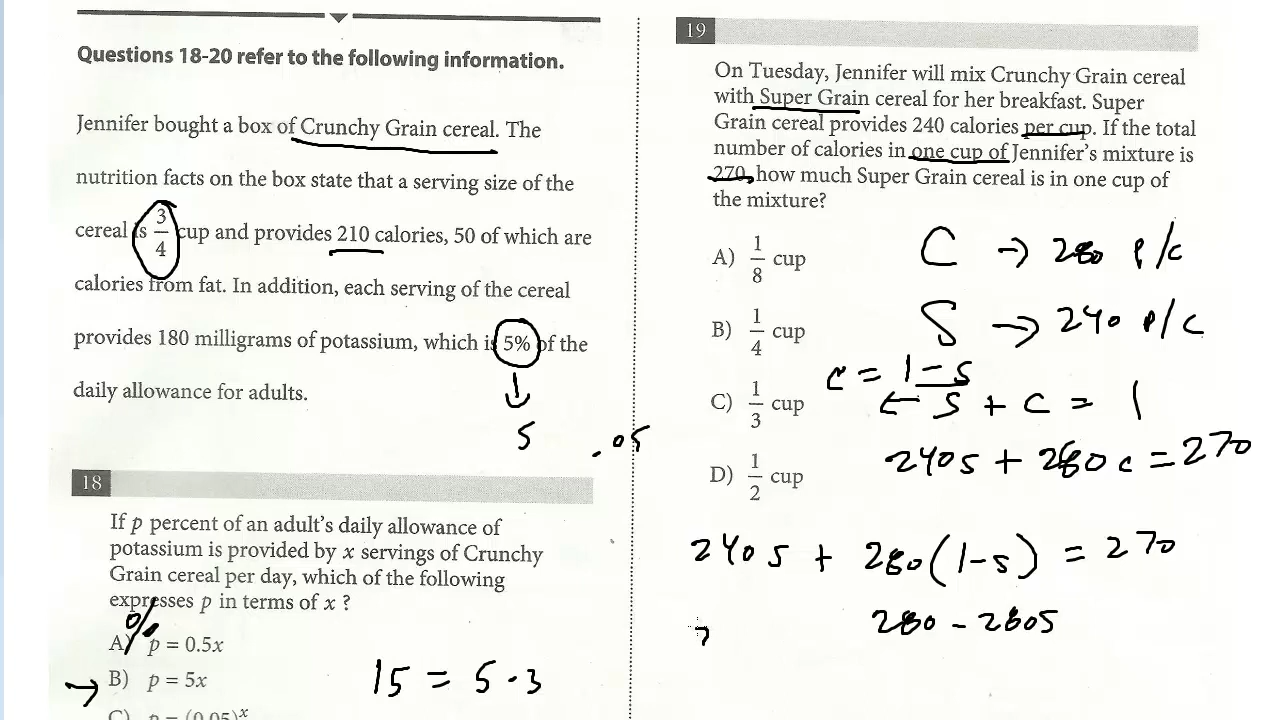 Questions 18-20 refer to the following information.
Jennifer bought a box of Crunchy Grain cereal. The
nutrition facts on the box state that a serving size of the
cereal is 3/4 cup and provides 210 calories, 50 of which are
calories from fat. In addition, each serving of the cereal
provides 180 milligrams of potassium, which is 5% of the
daily allowance for adults.
5 .05
18
If p percent of an adult's daily allowance of
potassium is provided by x servings of Crunchy
Grain cereal per day, which of the following
expresses p in terms of x ?
%
A) p = 0.5x
B) p = 5x
C) p = (0.05)^x
15 = 5 · 3
19
On Tuesday, Jennifer will mix Crunchy Grain cereal
with Super Grain cereal for her breakfast. Super
Grain cereal provides 240 calories per cup. If the total
number of calories in one cup of Jennifer's mixture is
270, how much Super Grain cereal is in one cup of
the mixture?
A) 1/8 cup
B) 1/4 cup
C) 1/3 cup
D) 1/2 cup
C → 280 p/c
S → 240 p/c
c = 1 - s
s + c = 1
240s + 280c = 270
240s + 280(1-s) = 270
280 - 280s